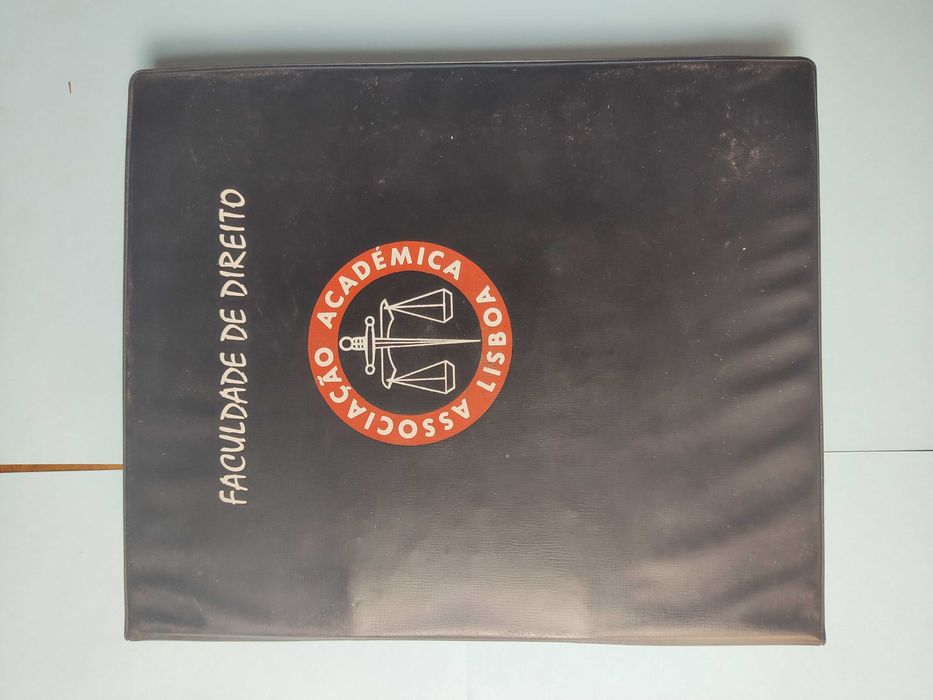 FACULDADE DE DIREITO
ASSOCIAÇÃO ACADÉMICA LISBOA